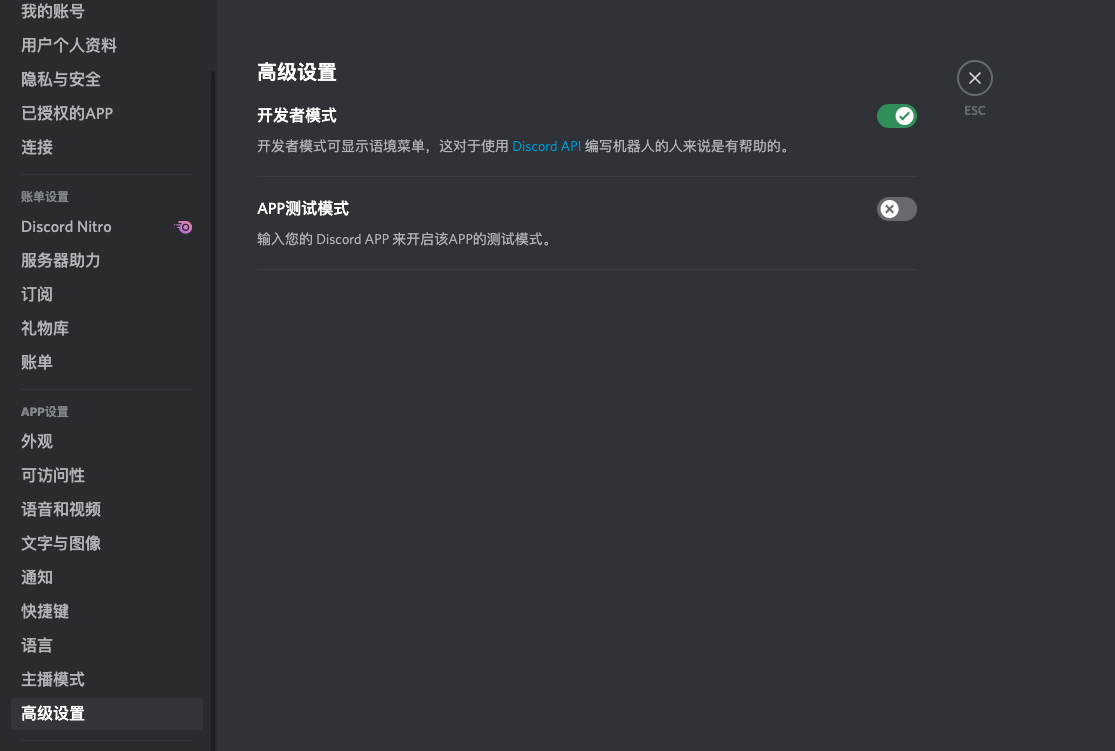 我的账号
用户个人资料
隐私与安全
已授权的APP
连接
账单设置
Discord Nitro
服务器助力
订阅
礼物库
账单
APP设置
外观
可访问性
语音和视频
文字与图像
通知
快捷键
语言
主播模式
高级设置
高级设置
开发者模式
开发者模式可显示语境菜单，这对于使用 Discord API 编写机器人的人来说是有帮助的。
APP测试模式
输入您的 Discord APP 来开启该APP的测试模式。
ESC